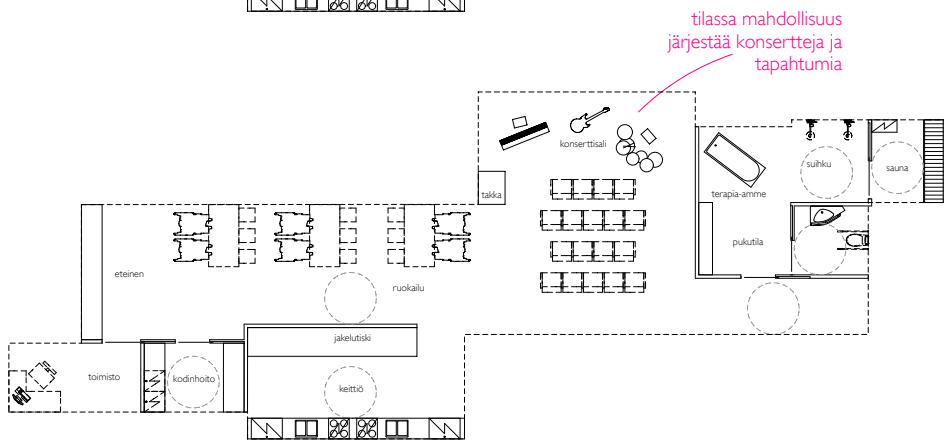 tilassa mahdollisuus
järjestää konsertteja ja
tapahtumia
konserttisali
takka
terapia-amme
suihku
sauna
pukutila
eteinen
ruokailu
jakelutiski
toimisto
kodinhoito
keittiö